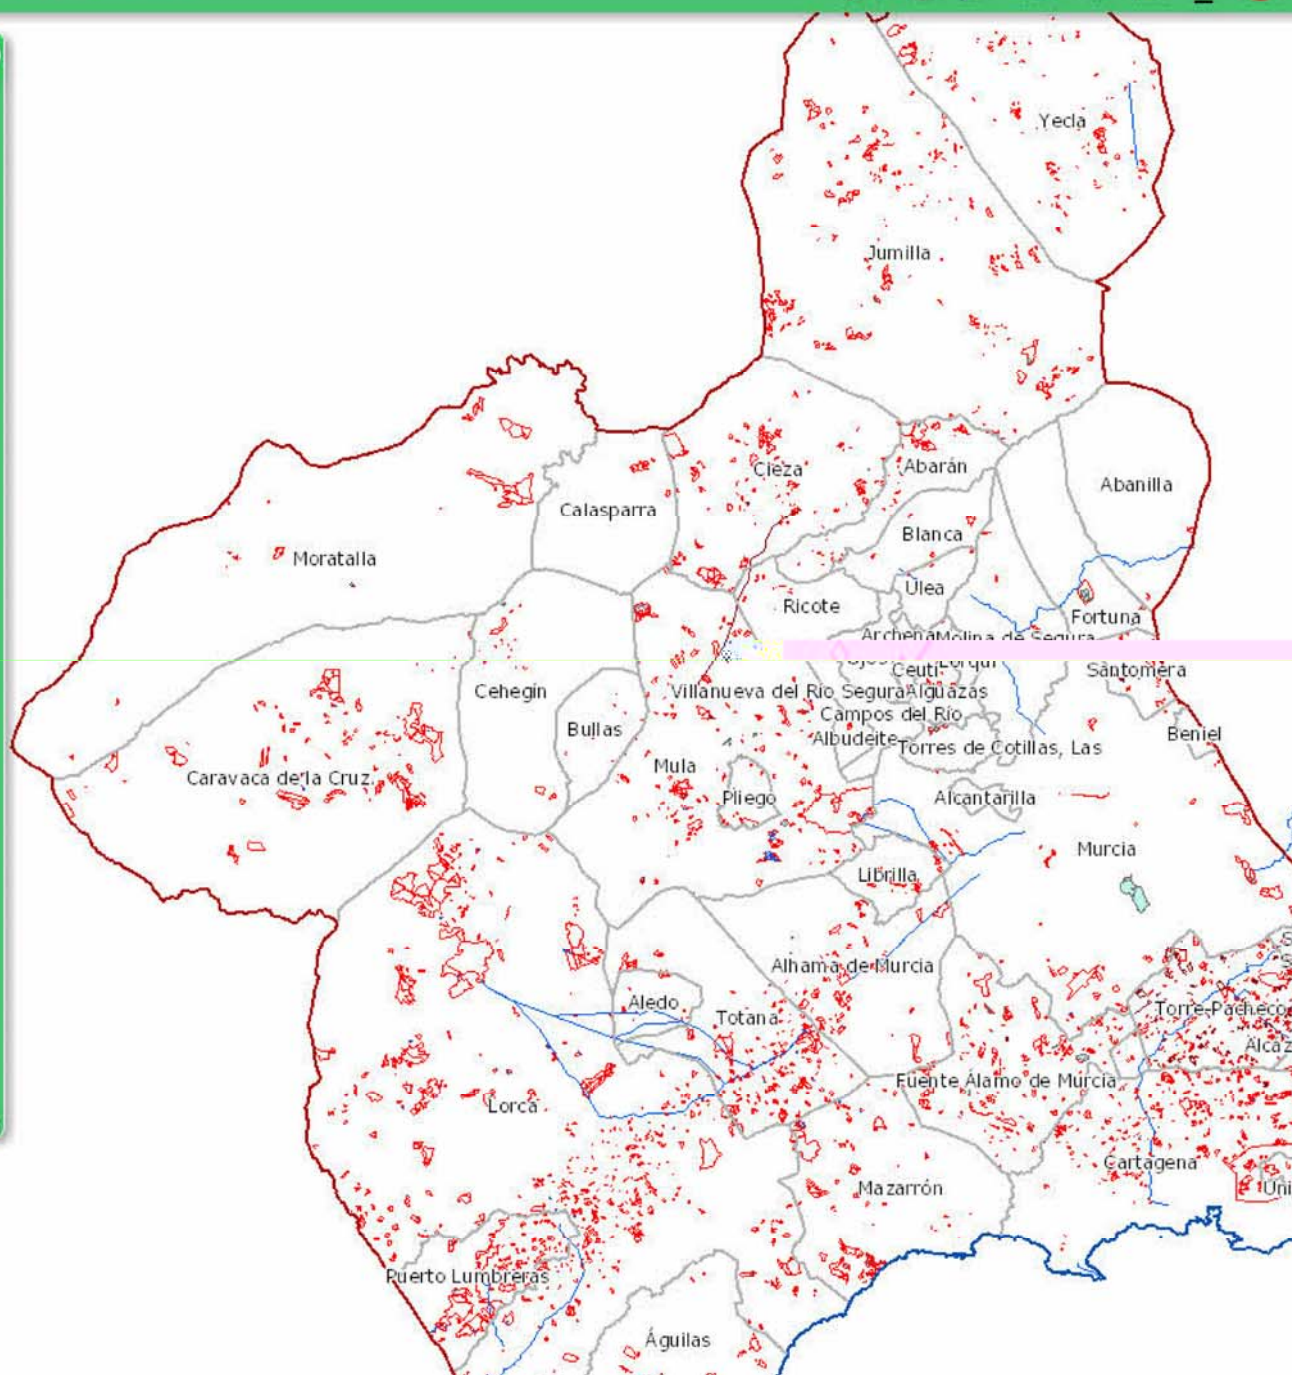 Yecla
Jumilla
Cieza
Abarán
Abanilla
Calasparra
Blanca
Moratalla
Ulea
Ricote
Fortuna
Archena
Molina de Segura
Lorquí
Ceutí
Santomera
Cehegín
Villanueva del Río Segura
Alguazas
Campos del Río
Bullas
Beniel
Albudeite
Torres de Cotillas, Las
Mula
Caravaca de la Cruz
Pliego
Alcantarilla
Murcia
Librilla
Alhama de Murcia
Aledo
Totana
Torre-Pacheco
Alcáz
Fuente Álamo de Murcia
Lorca
Cartagena
Mazarrón
Uni
Puerto Lumbreras
Águilas